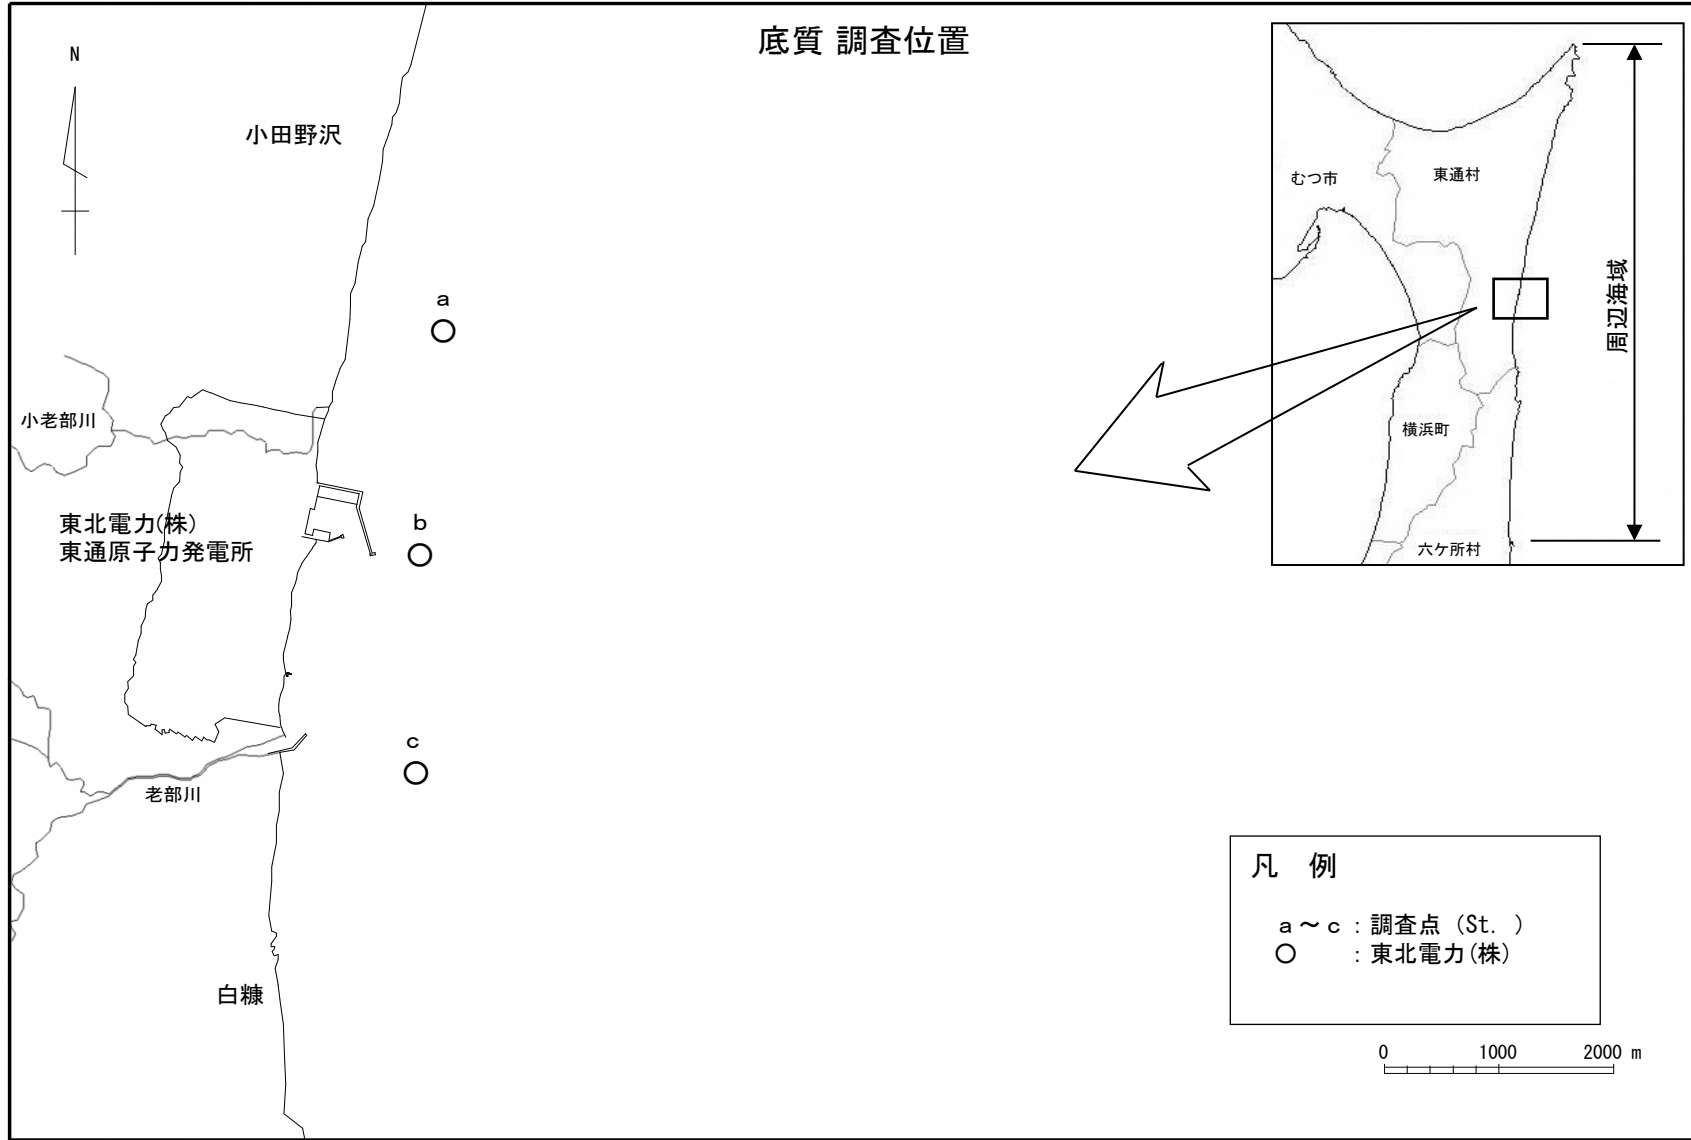 底質 調査位置
N
小田野沢
a
小老部川
東北電力(株)
東通原子力発電所
b
c
老部川
白糠
むつ市
東通村
周辺海域
横浜町
六ケ所村
凡 例
a～c : 調査点 (St. )
○ : 東北電力(株)
0 1000 2000 m